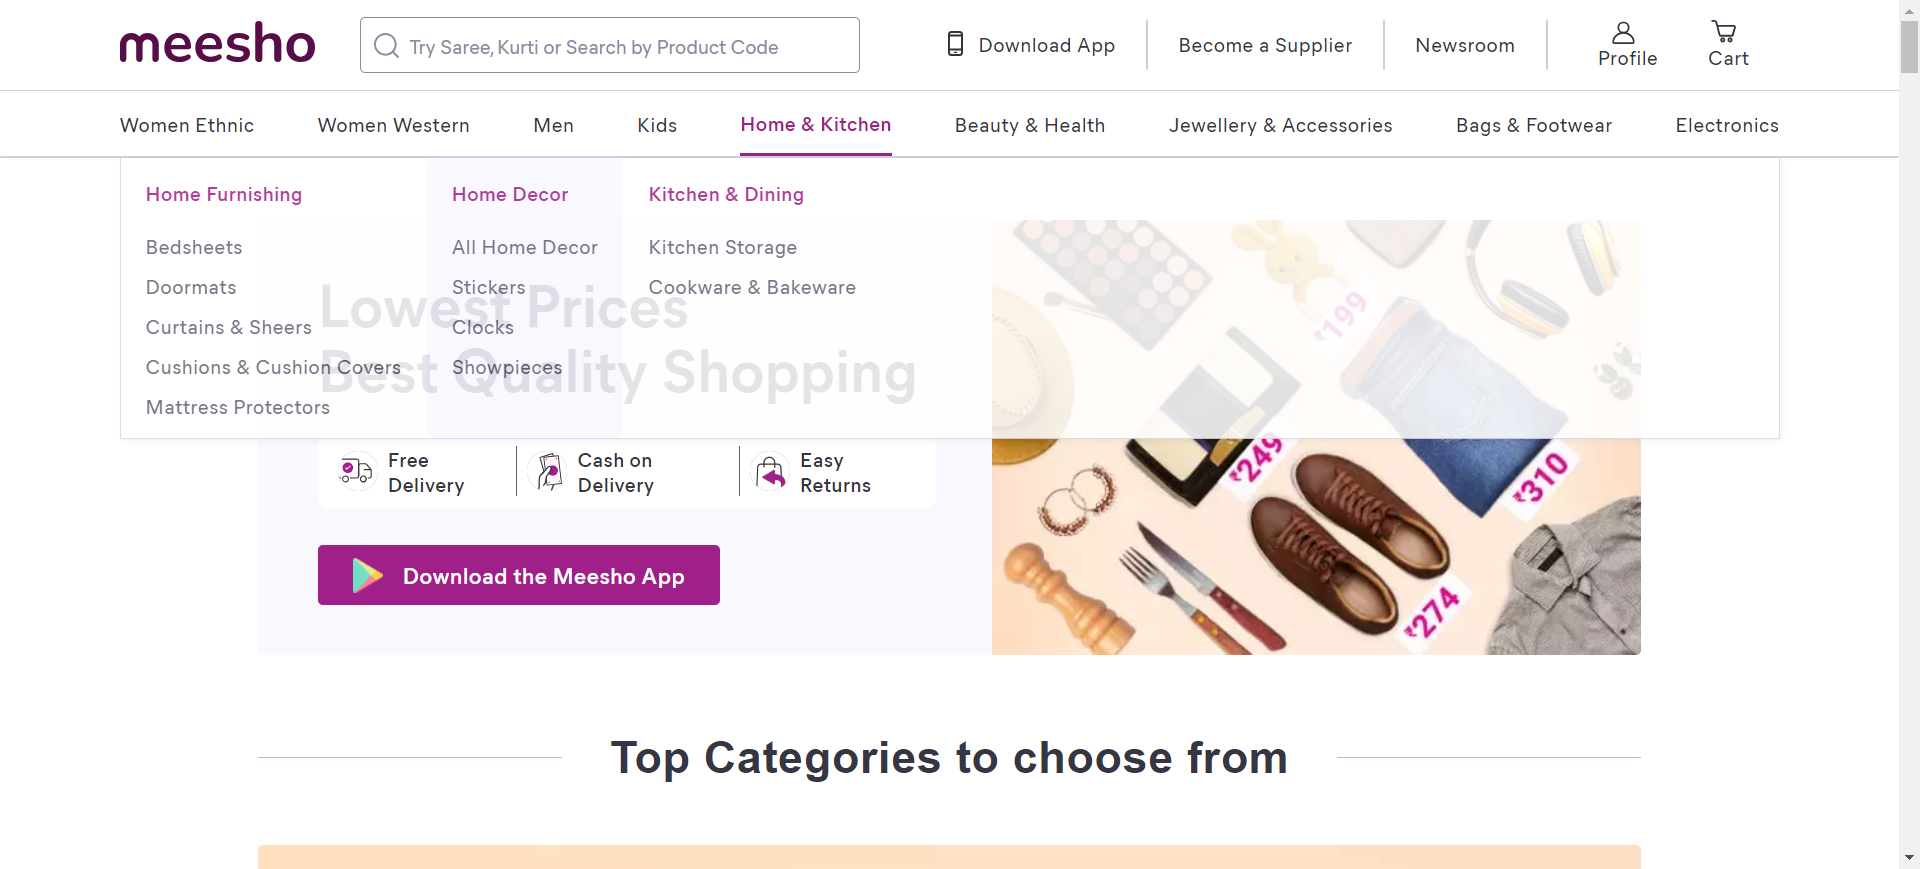 meesho
Try Saree, Kurti or Search by Product Code
Download App
Become a Supplier
Newsroom
Profile
Cart
Women Ethnic
Women Western
Men
Kids
Home & Kitchen
Beauty & Health
Jewellery & Accessories
Bags & Footwear
Electronics
Home Furnishing
Bedsheets
Doormats
Curtains & Sheers
Cushions & Cushion Covers
Mattress Protectors
Home Decor
All Home Decor
Stickers
Clocks
Showpieces
Kitchen & Dining
Kitchen Storage
Cookware & Bakeware
Lowest Prices
Best Quality Shopping
₹199
₹249
₹310
₹274
Free
Delivery
Cash on
Delivery
Easy
Returns
Download the Meesho App
Top Categories to choose from